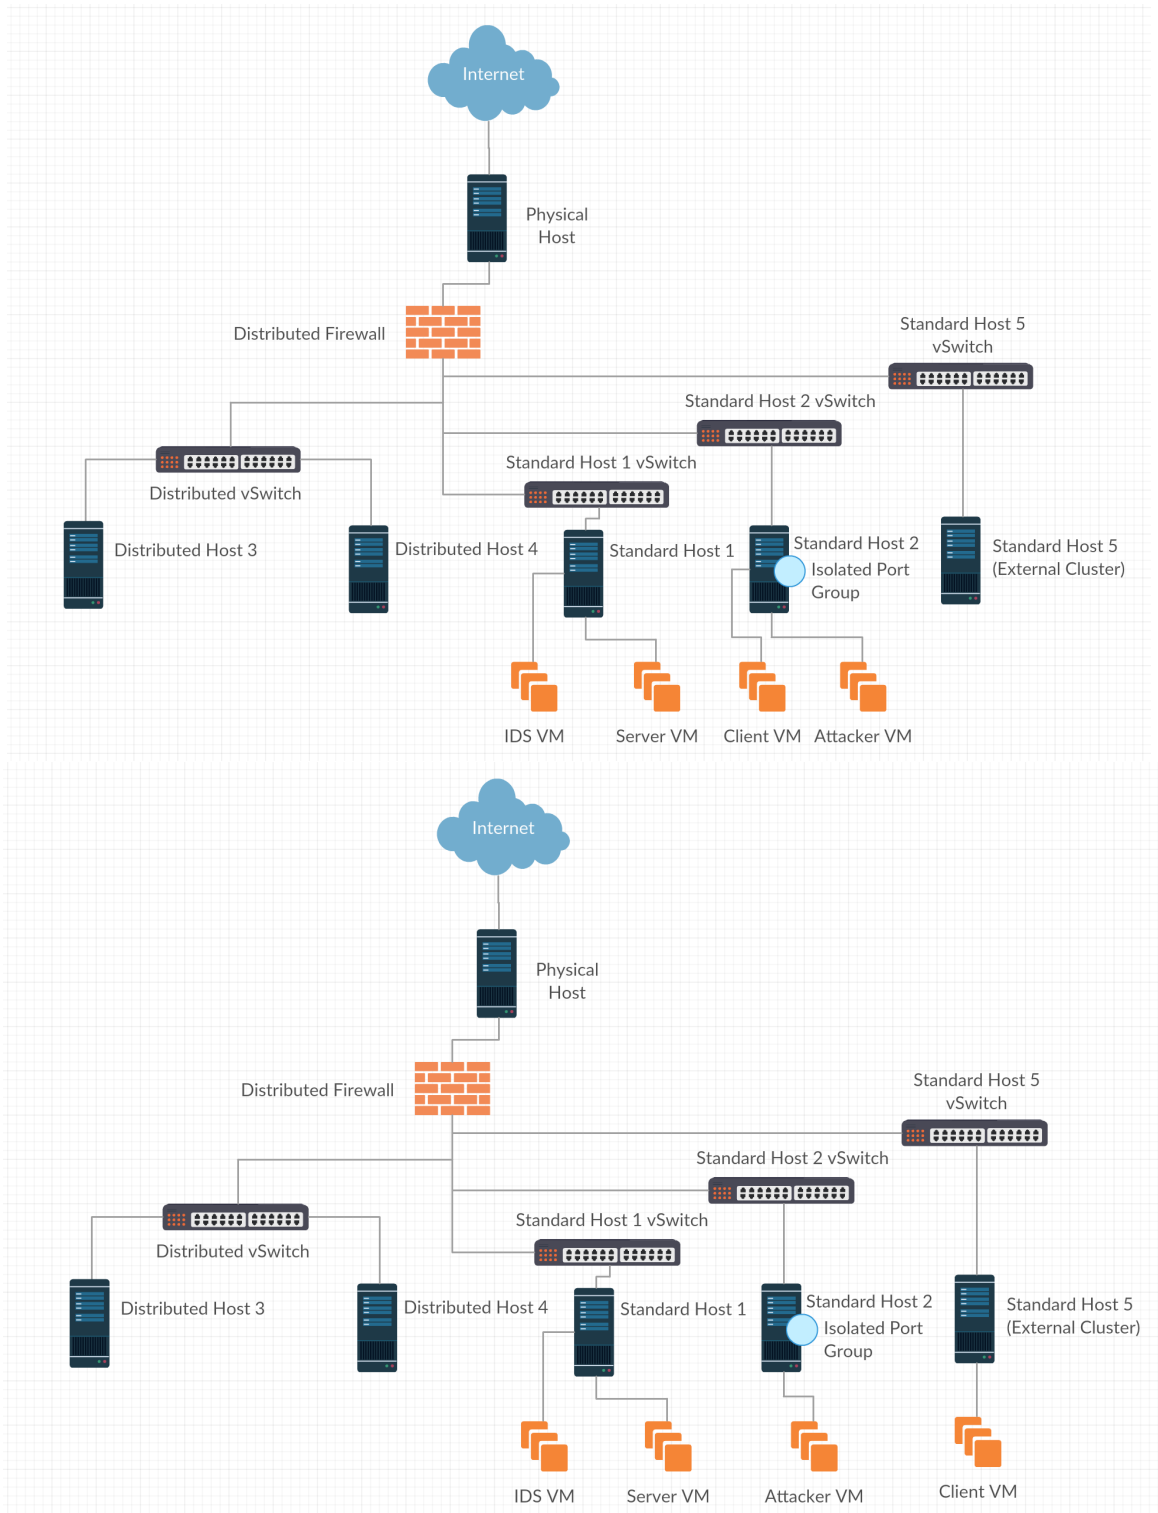 Internet
Physical
Host
Distributed Firewall
Standard Host 5
vSwitch
Standard Host 2 vSwitch
Standard Host 1 vSwitch
Distributed vSwitch
Distributed Host 3
Distributed Host 4
Standard Host 1
Standard Host 2
Isolated Port
Group
Standard Host 5
(External Cluster)
IDS VM
Server VM
Client VM
Attacker VM
Internet
Physical
Host
Distributed Firewall
Standard Host 5
vSwitch
Standard Host 2 vSwitch
Standard Host 1 vSwitch
Distributed vSwitch
Distributed Host 3
Distributed Host 4
Standard Host 1
Standard Host 2
Isolated Port
Group
Standard Host 5
(External Cluster)
IDS VM
Server VM
Attacker VM
Client VM